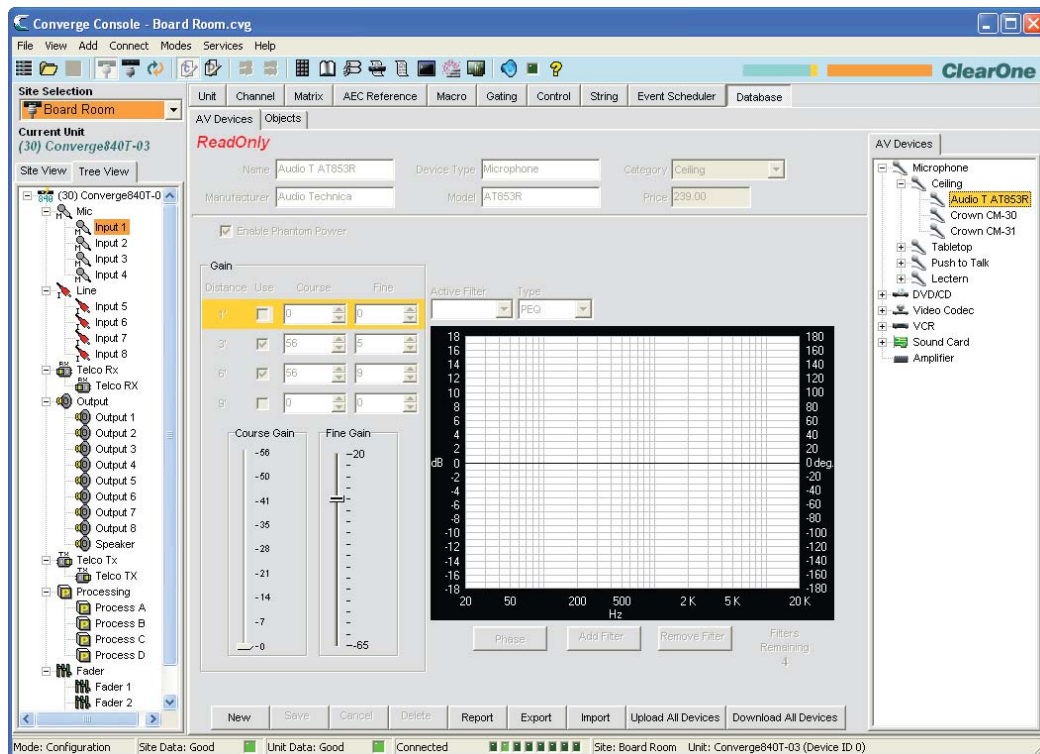 Converge Console - Board Room.cvg
File View Add Connect Modes Services Help
ClearOne
Site Selection
Board Room
Current Unit
(30) Converge840T-03
Site View Tree View
(30) Converge840T-0
Mic
Input 1
Input 2
Input 3
Input 4
Line
Input 5
Input 6
Input 7
Input 8
Telco Rx
Telco RX
Output
Output 1
Output 2
Output 3
Output 4
Output 5
Output 6
Output 7
Output 8
Speaker
Telco Tx
Telco TX
Processing
Process A
Process B
Process C
Process D
Fader
Fader 1
Fader 2
Unit Channel Matrix AEC Reference Macro Gating Control String Event Scheduler Database
AV Devices Objects
ReadOnly
Name Audio T AT853R Device Type Microphone Category Ceiling
Manufacturer Audio Technica Model AT853R Price 239.00
Enable Phantom Power
Gain
Distance Use Course Fine
1' 0 0
3' 56 5
6' 56 9
9' 0 0
Course Gain
-56
-50
-41
-35
-28
-21
-14
-7
-0
Fine Gain
-20
-65
Active Filter Type
PEQ
18 180
16 160
14 140
12 120
10 100
8 80
6 60
4 40
2 20
dB 0 0 deg.
-2 -20
-4 -40
-6 -60
-8 -80
-10 -100
-12 -120
-14 -140
-16 -160
-18 -180
20 50 200 500 2 K 5 K 20 K
Hz
Phase Add Filter Remove Filter Filters
Remaining
4
New Save Cancel Delete Report Export Import Upload All Devices Download All Devices
AV Devices
Microphone
Ceiling
Audio T AT853R
Crown CM-30
Crown CM-31
Tabletop
Push to Talk
Lectern
DVD/CD
Video Codec
VCR
Sound Card
Amplifier
Mode: Configuration Site Data: Good Unit Data: Good Connected Site: Board Room Unit: Converge840T-03 (Device ID 0)